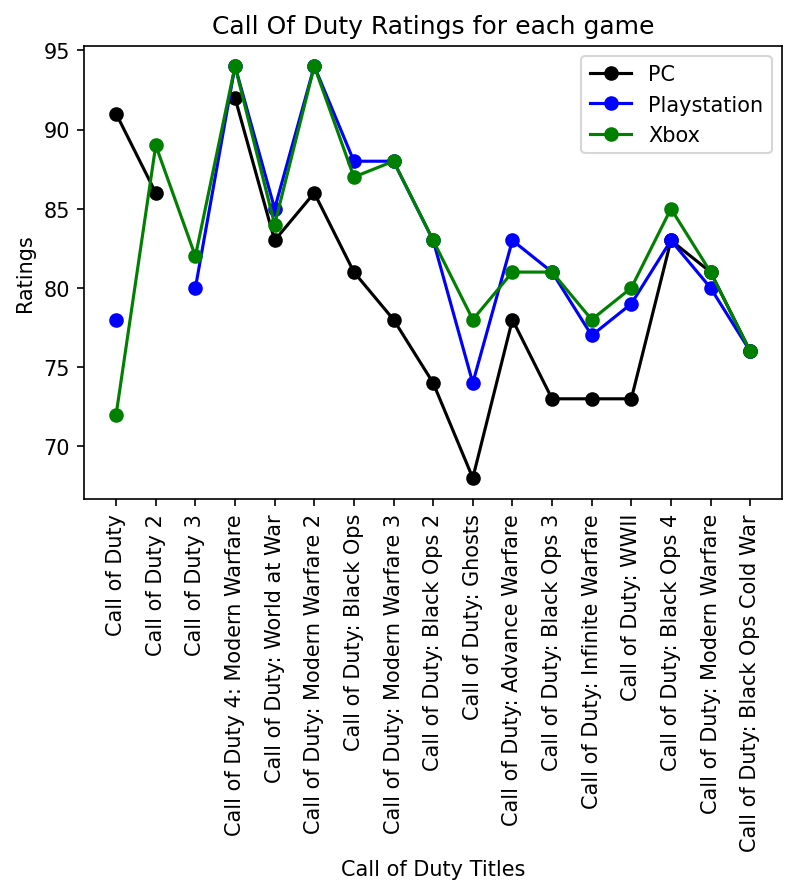 Call Of Duty Ratings for each game
95
90
85
80
75
70
Ratings
PC
Playstation
Xbox
Call of Duty
Call of Duty 2
Call of Duty 3
Call of Duty 4: Modern Warfare
Call of Duty: World at War
Call of Duty: Modern Warfare 2
Call of Duty: Black Ops
Call of Duty: Modern Warfare 3
Call of Duty: Black Ops 2
Call of Duty: Ghosts
Call of Duty: Advance Warfare
Call of Duty: Black Ops 3
Call of Duty: Infinite Warfare
Call of Duty: WWII
Call of Duty: Black Ops 4
Call of Duty: Modern Warfare
Call of Duty: Black Ops Cold War
Call of Duty Titles